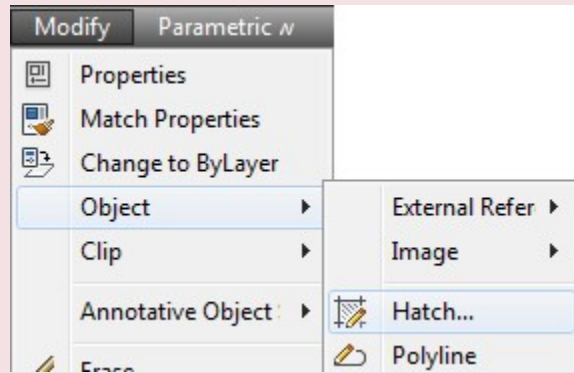 Modify Parametric N
Properties
Match Properties
Change to ByLayer
Object
External Refer
Clip
Image
Annotative Object
Hatch...
Polyline
Erase